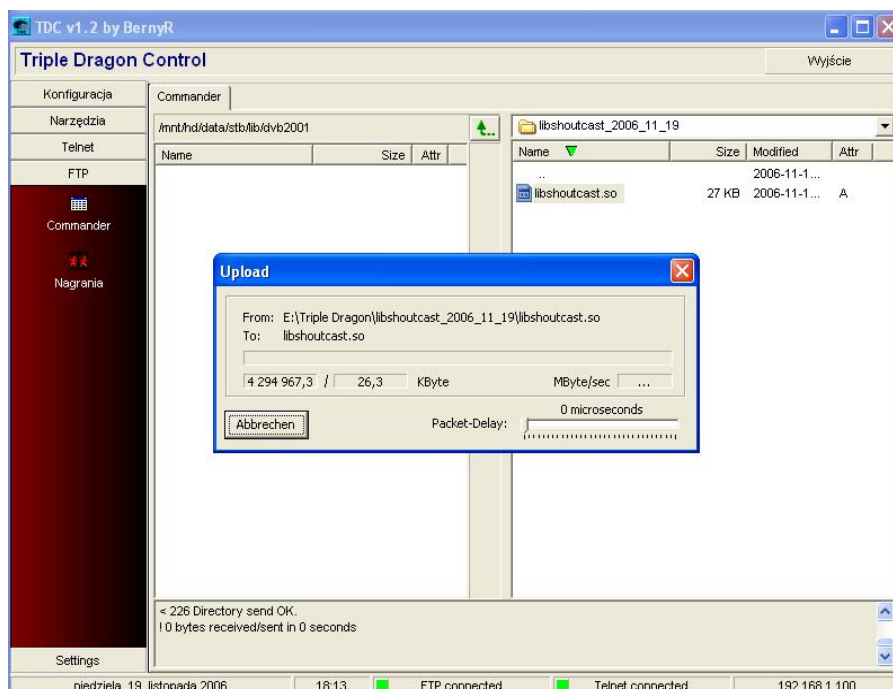 TDC v1.2 by BernyR
Triple Dragon Control
Wyjście
Konfiguracja
Narzędzia
Telnet
FTP
Commander
Nagrania
Settings
Commander
/mnt/hd/data/stb/lib/dvb2001
Name Size Attr
libshoutcast_2006_11_19
Name Size Modified Attr
.. 2006-11-1...
libshoutcast.so 27 KB 2006-11-1... A
Upload
From: E:\Triple Dragon\libshoutcast_2006_11_19\libshoutcast.so
To: libshoutcast.so
4 294 967,3 / 26,3 KByte MByte/sec ...
0 microseconds
Abbrechen Packet-Delay:
< 226 Directory send OK.
! 0 bytes received/sent in 0 seconds
niedziela, 19 listopada 2006 18:13 FTP connected Telnet connected 192.168.1.100